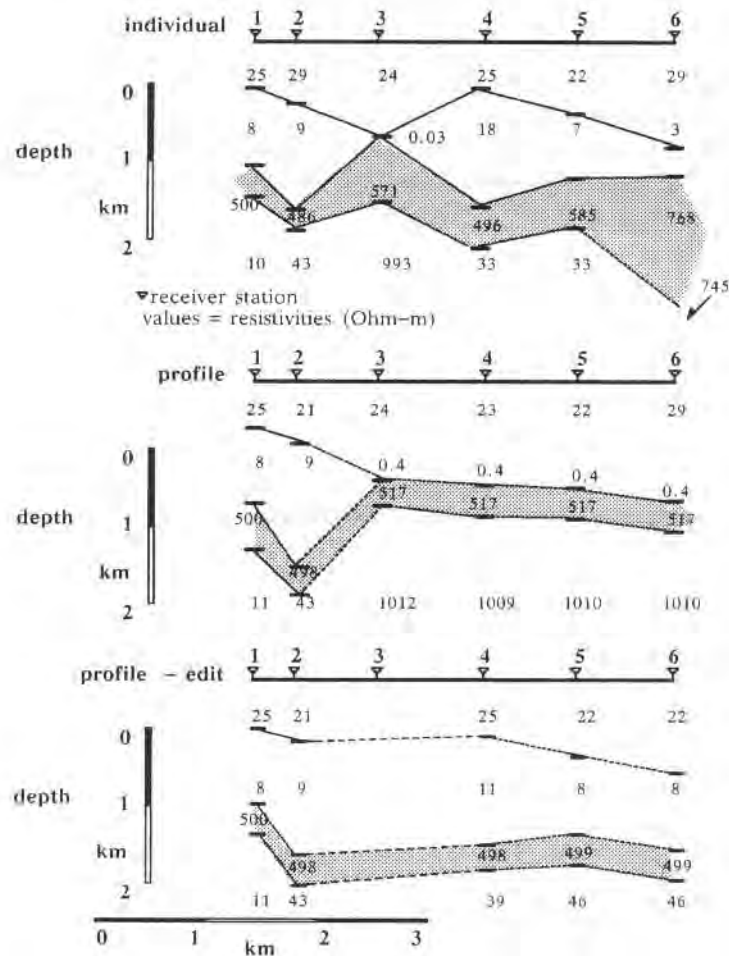 1 2 3 4 5 6
individual
25 29 24 25 22 29
0
8 9 0.03 18 7 3
depth 1
500 486 571 496 585 768
km
2
10 43 993 33 33 745
▼receiver station
values = resistivities (Ohm-m)
1 2 3 4 5 6
profile
25 21 24 23 22 29
0
8 9 0.4 0.4 0.4 0.4
500 517 517 517 517
depth 1
498
km
2
11 43 1012 1009 1010 1010
1 2 3 4 5 6
profile - edit
25 21 25 22 22
0
8 9 11 8 8
depth 1
500
km 498 498 499 499
2
11 43 39 46 46
0 1 2 3
km